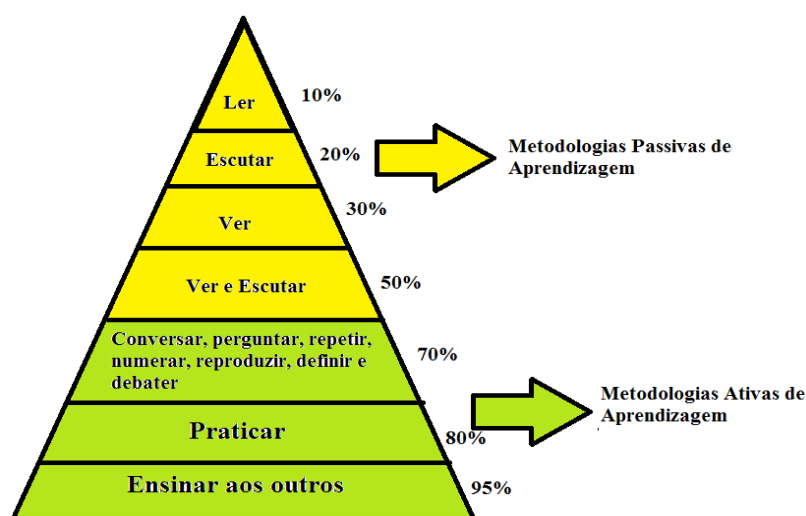 Ler
10%
Escutar
20%
Metodologias Passivas de
Aprendizagem
Ver
30%
Ver e Escutar
50%
Conversar, perguntar, repetir,
numerar, reproduzir, definir e
debater
70%
Metodologias Ativas de
Aprendizagem
Praticar
80%
Ensinar aos outros
95%